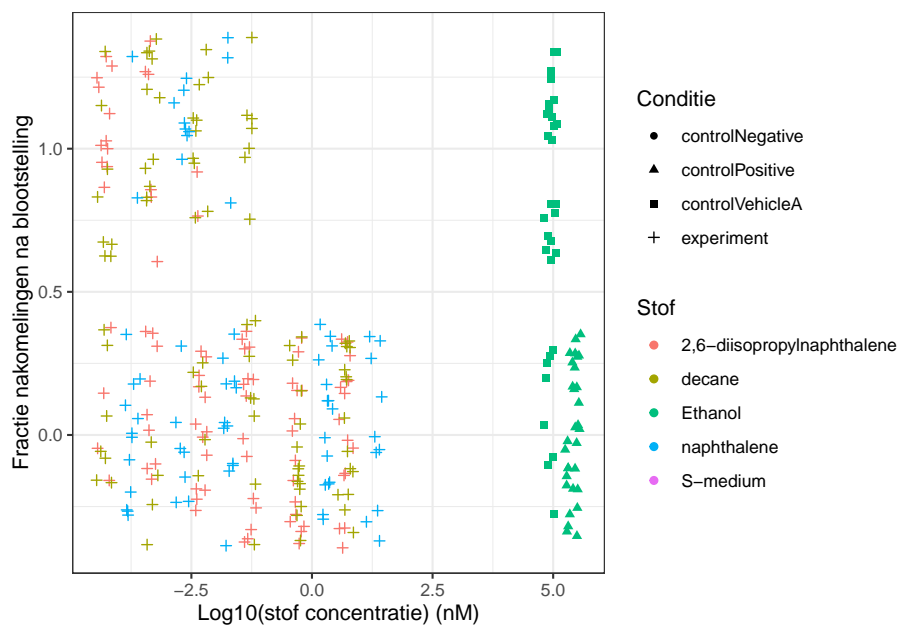 Fractie nakomelingen na blootstelling
1.0
0.5
0.0
−2.5 0.0 2.5 5.0
Log10(stof concentratie) (nM)
Conditie
controlNegative
controlPositive
controlVehicleA
experiment
Stof
2,6−diisopropylnaphthalene
decane
Ethanol
naphthalene
S−medium